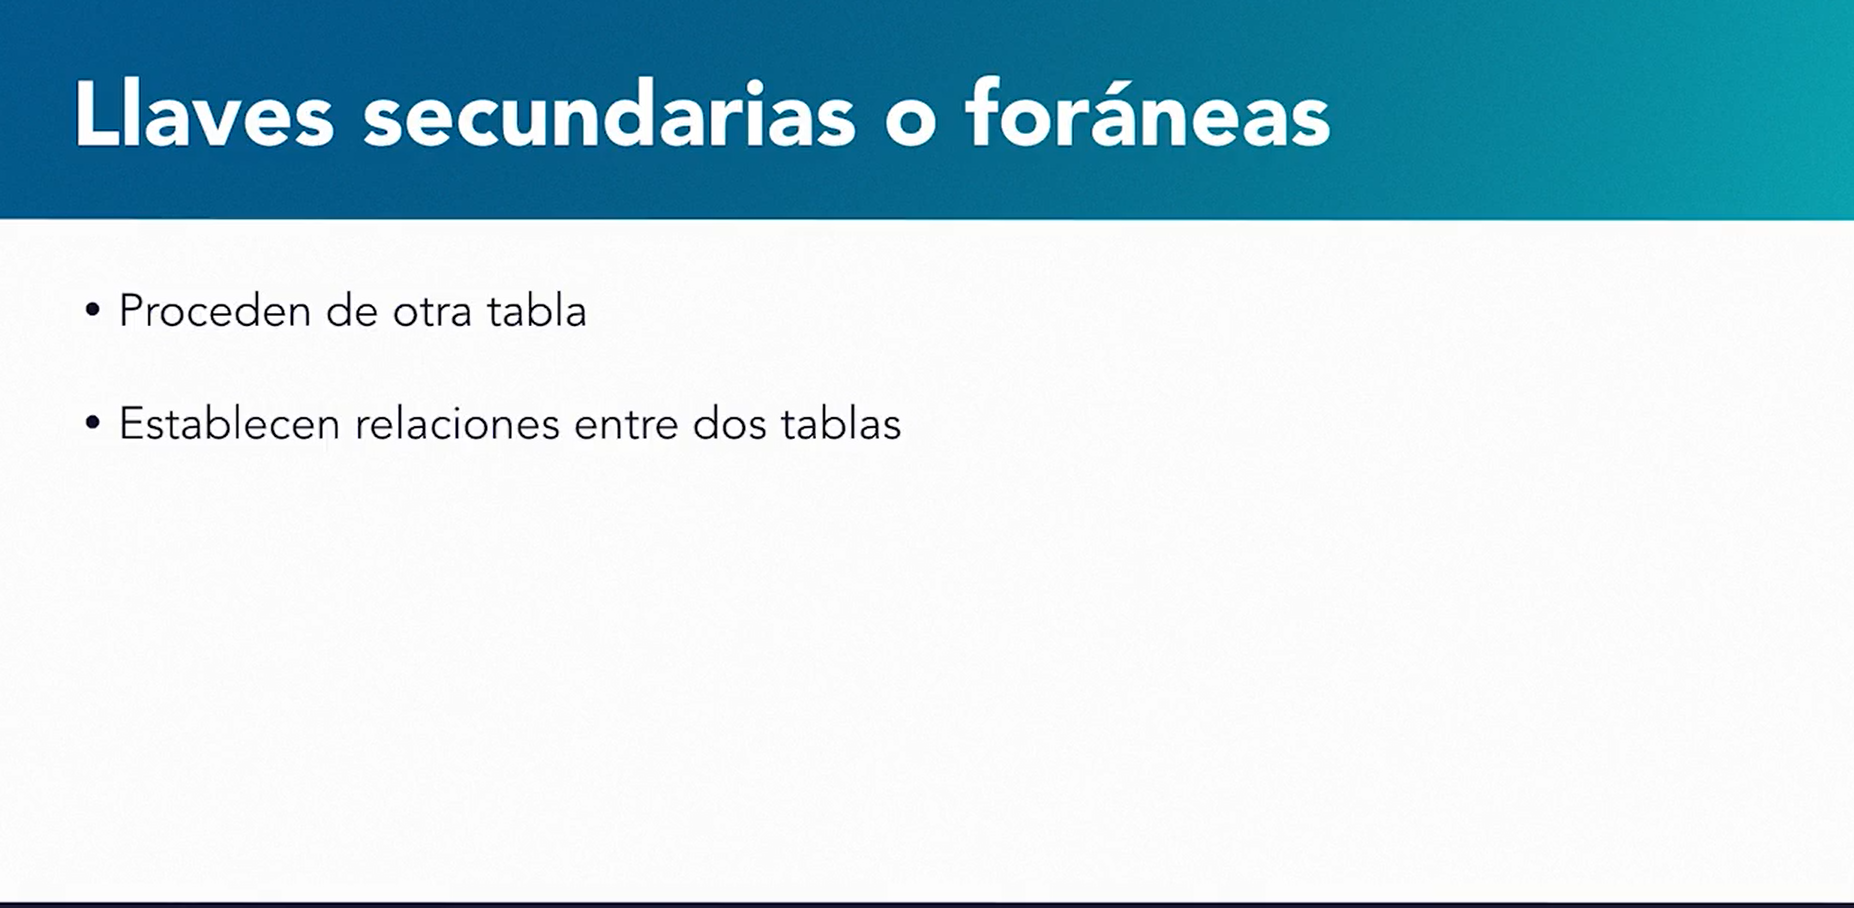 Llaves secundarias o foráneas
• Proceden de otra tabla
• Establecen relaciones entre dos tablas